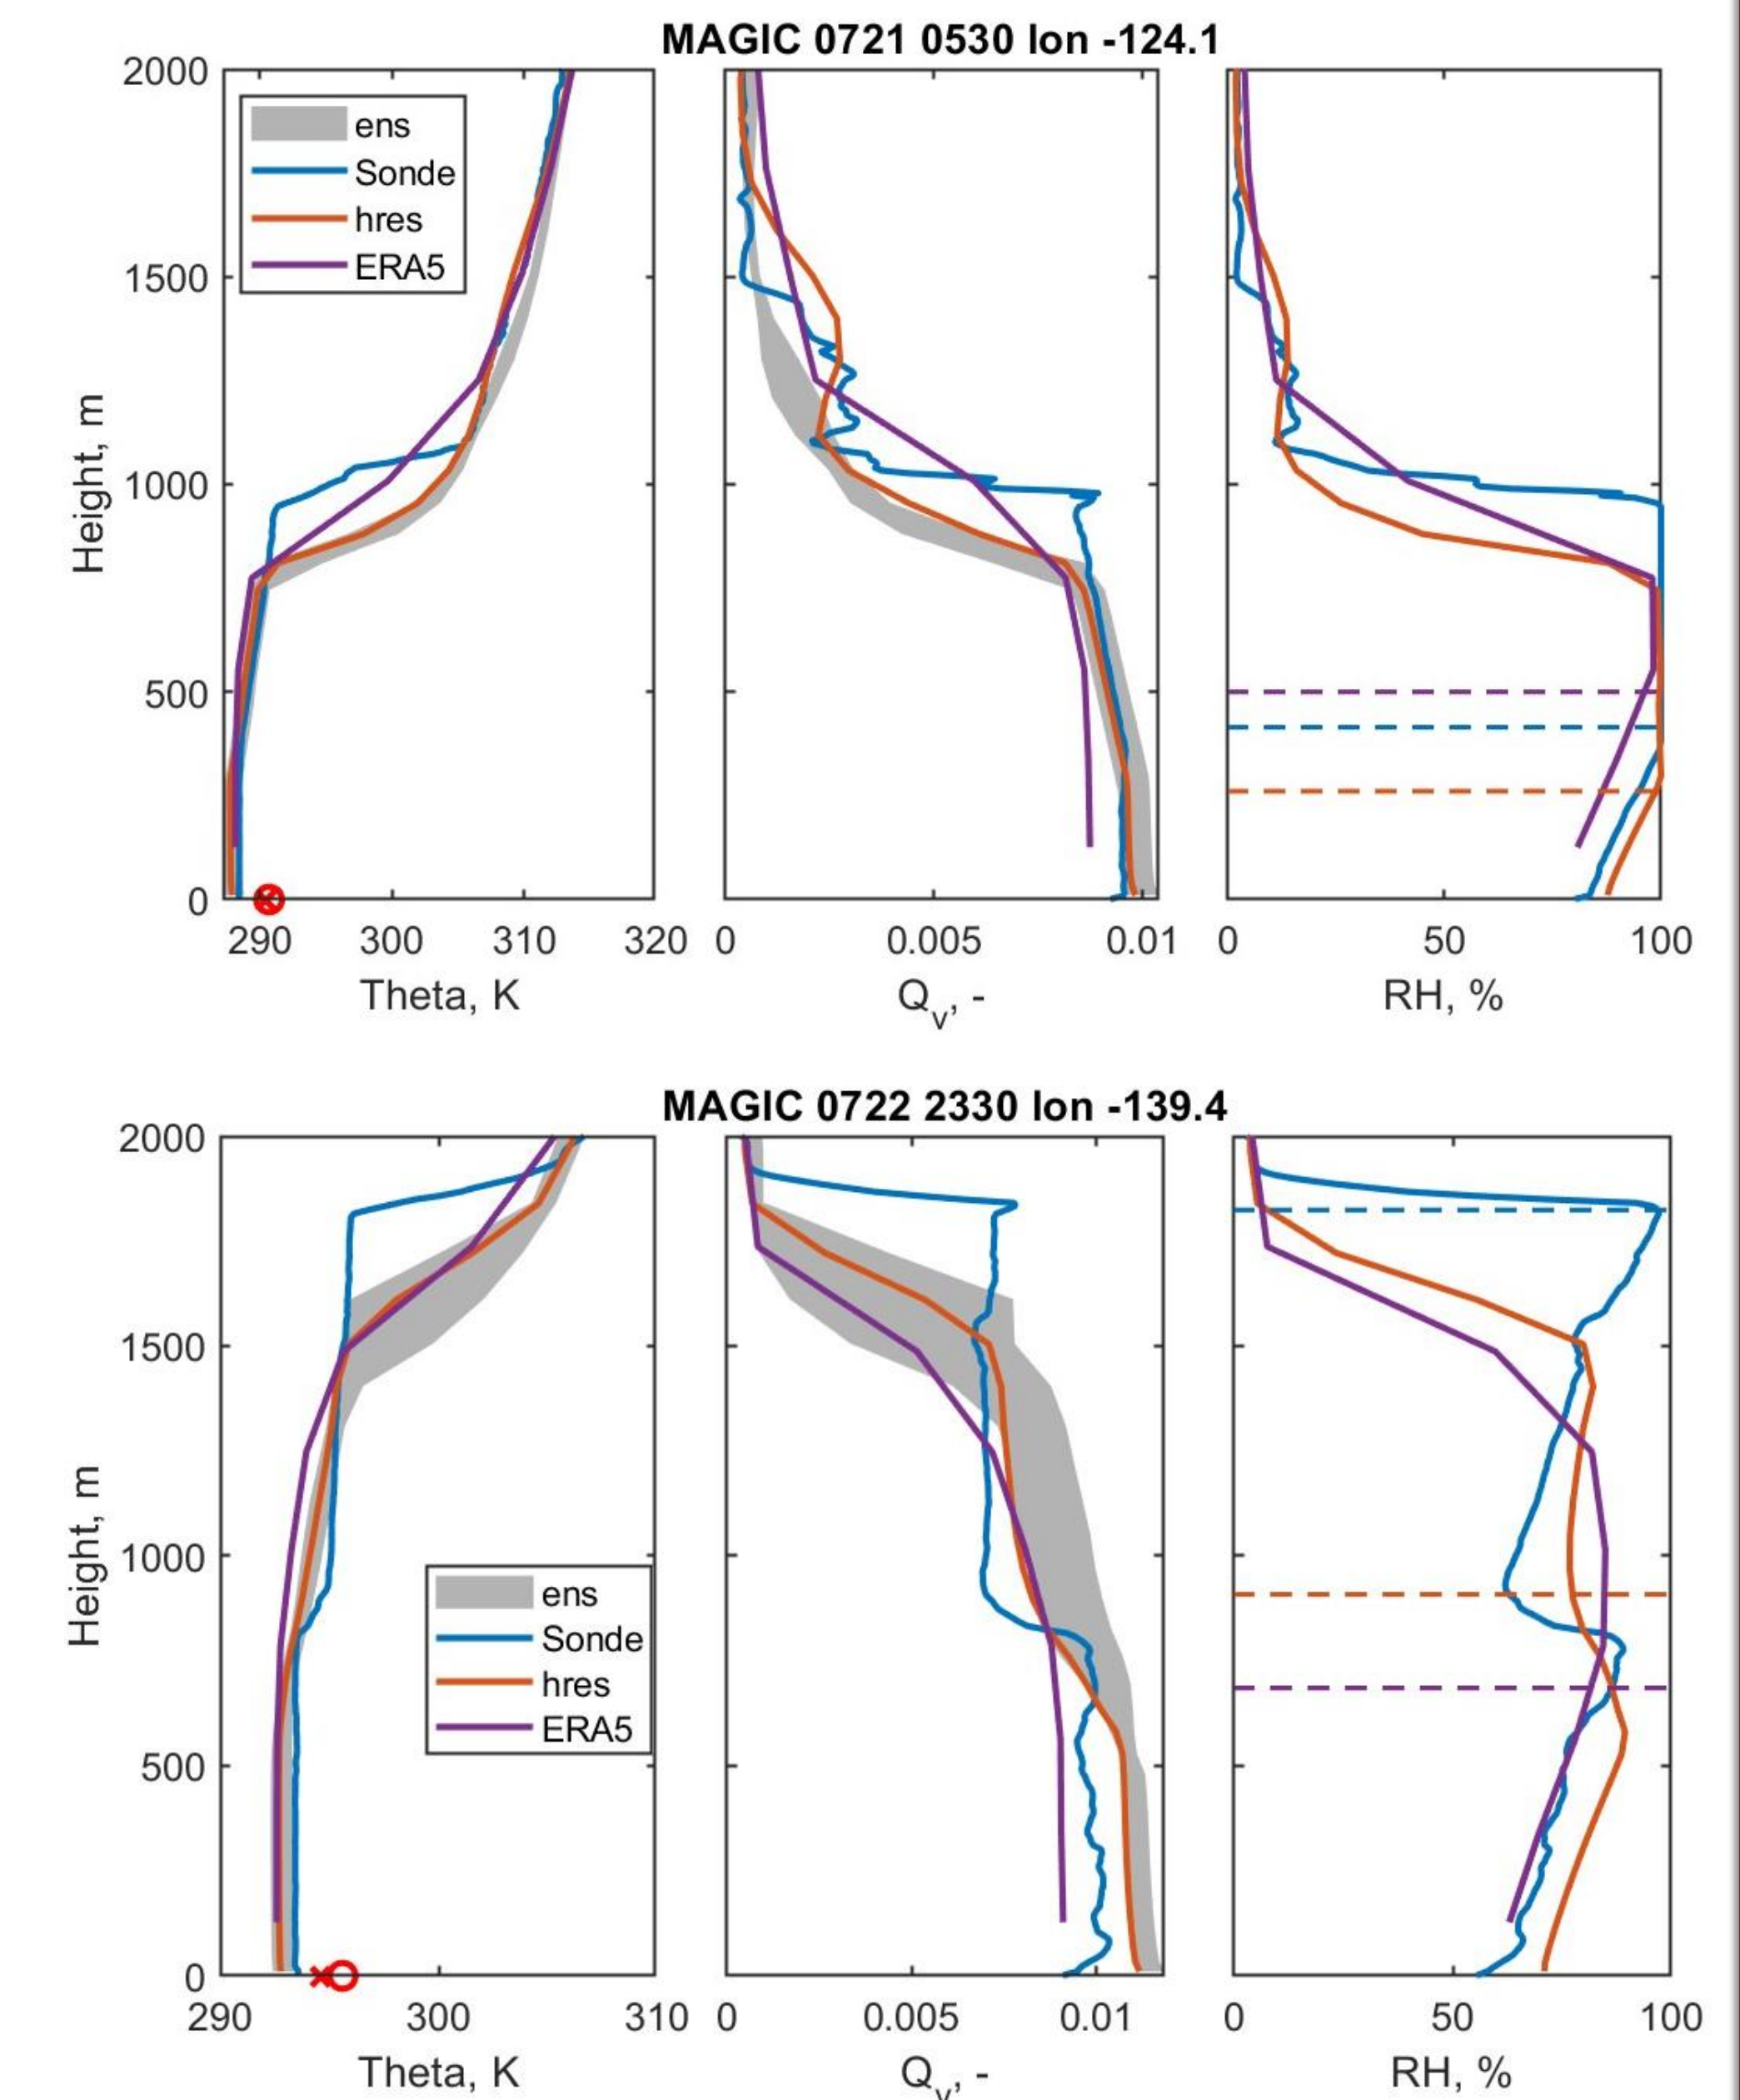 MAGIC 0721 0530 lon -124.1
2000
1500
1000
500
0
Height, m
ens
Sonde
hres
ERA5
290 300 310 320 0 0.005 0.01 0 50 100
Theta, K Qv, - RH, %
MAGIC 0722 2330 lon -139.4
2000
1500
1000
500
0
Height, m
ens
Sonde
hres
ERA5
290 300 310 0 0.005 0.01 0 50 100
Theta, K Qv, - RH, %